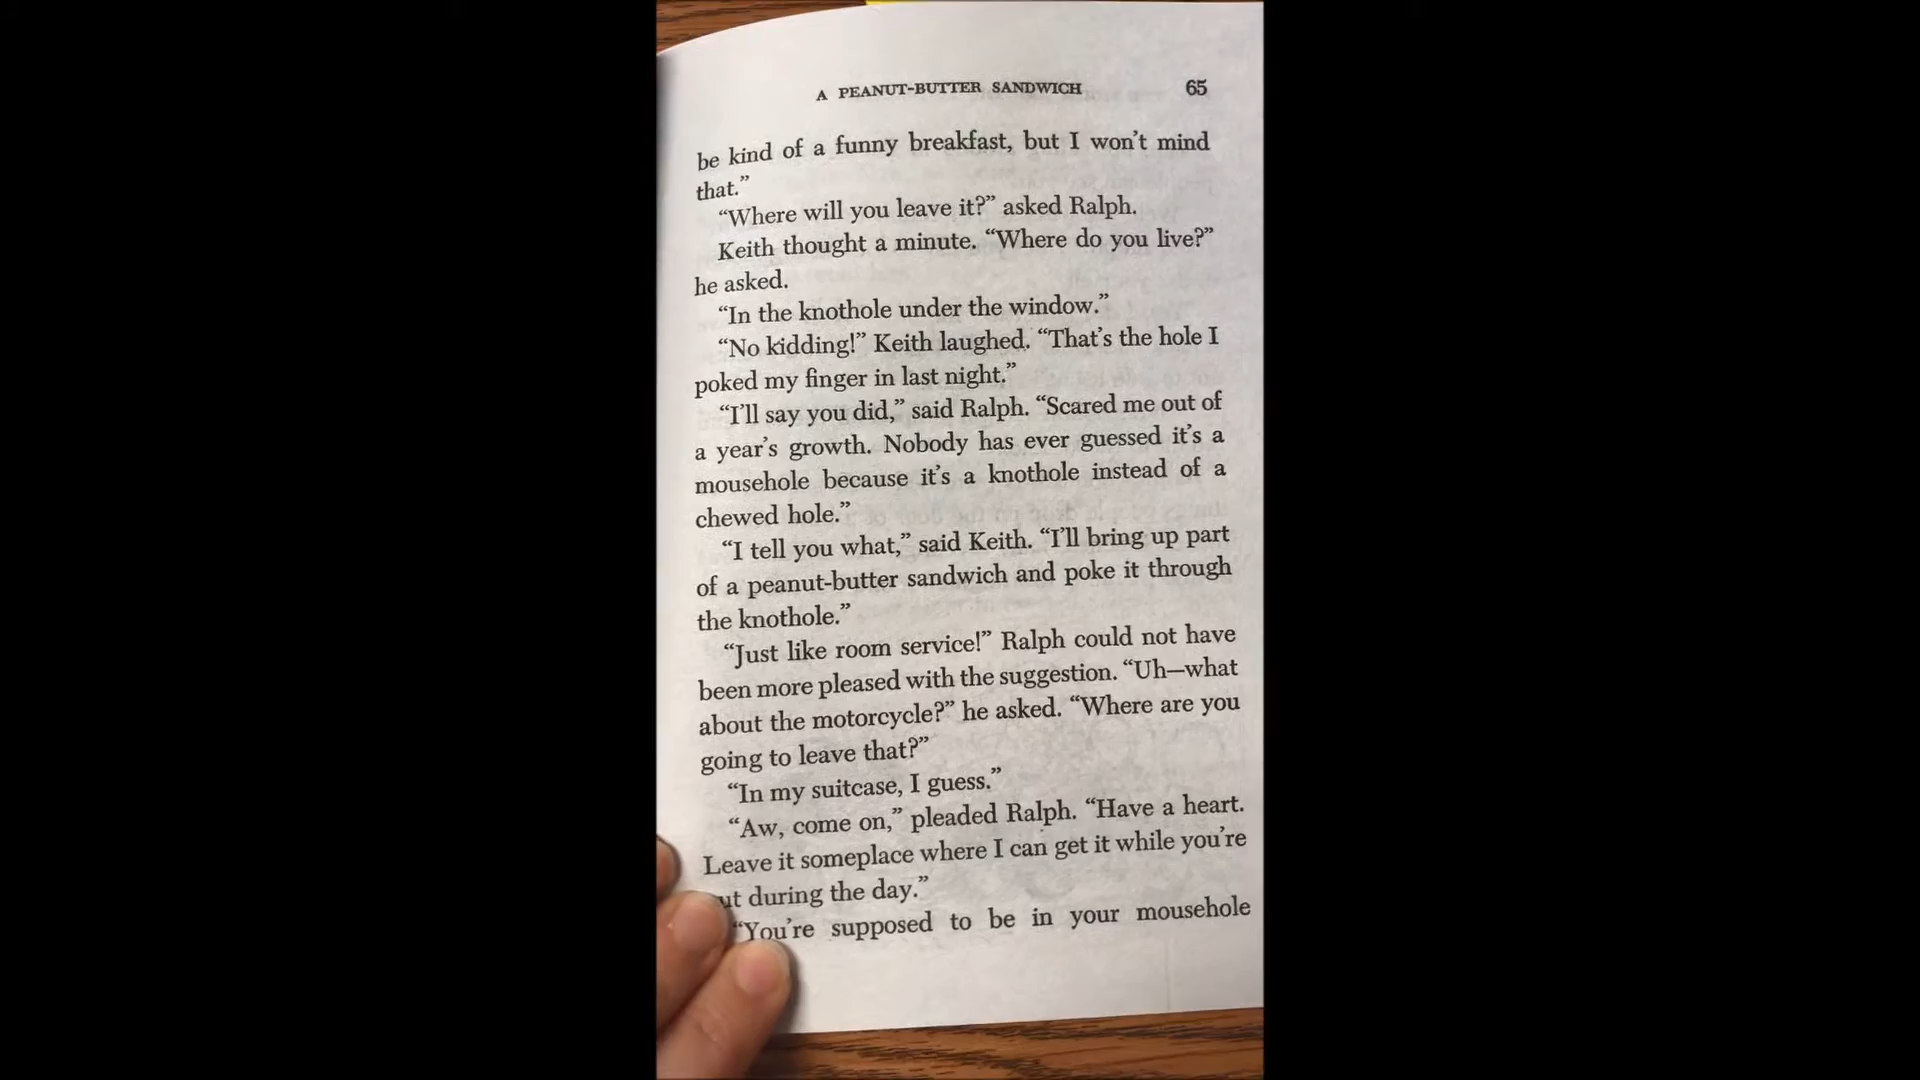 A PEANUT-BUTTER SANDWICH 65
be kind of a funny breakfast, but I won't mind
that.”
“Where will you leave it?” asked Ralph.
Keith thought a minute. “Where do you live?”
he asked.
“In the knothole under the window.”
“No kidding!” Keith laughed. “That's the hole I
poked my finger in last night.”
“I'll say you did,” said Ralph. “Scared me out of
a year's growth. Nobody has ever guessed it's a
mousehole because it's a knothole instead of a
chewed hole.”
“I tell you what,” said Keith. “I'll bring up part
of a peanut-butter sandwich and poke it through
the knothole.”
“Just like room service!” Ralph could not have
been more pleased with the suggestion. “Uh—what
about the motorcycle?” he asked. “Where are you
going to leave that?”
“In my suitcase, I guess.”
“Aw, come on,” pleaded Ralph. “Have a heart.
Leave it someplace where I can get it while you're
ut during the day.”
“You're supposed to be in your mousehole